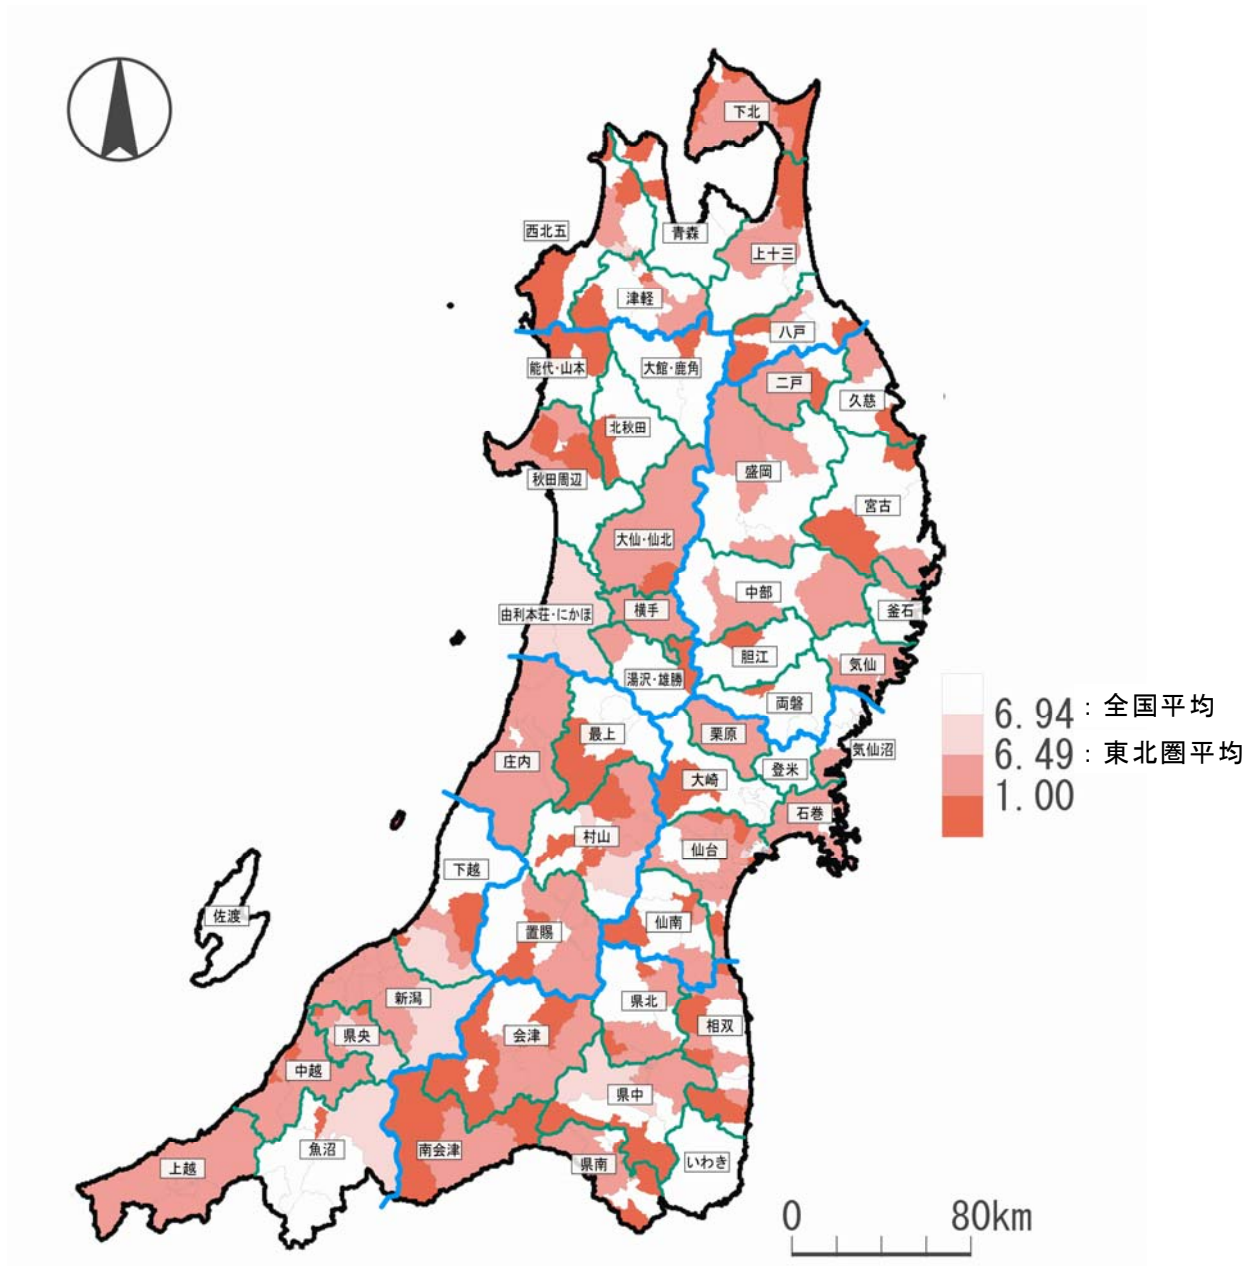 下北
西北五
青森
上十三
津軽
八戸
能代・山本
大館・鹿角
二戸
久慈
北秋田
秋田周辺
盛岡
宮古
大仙・仙北
中部
由利本荘・にかほ
横手
釜石
胆江
気仙
湯沢・雄勝
両磐
最上
栗原
気仙沼
庄内
登米
大崎
石巻
村山
仙台
下越
佐渡
置賜
仙南
新潟
県北
相双
県央
会津
中越
県中
魚沼
南会津
県南
いわき
上越
6.94：全国平均
6.49：東北圏平均
1.00
0 80km